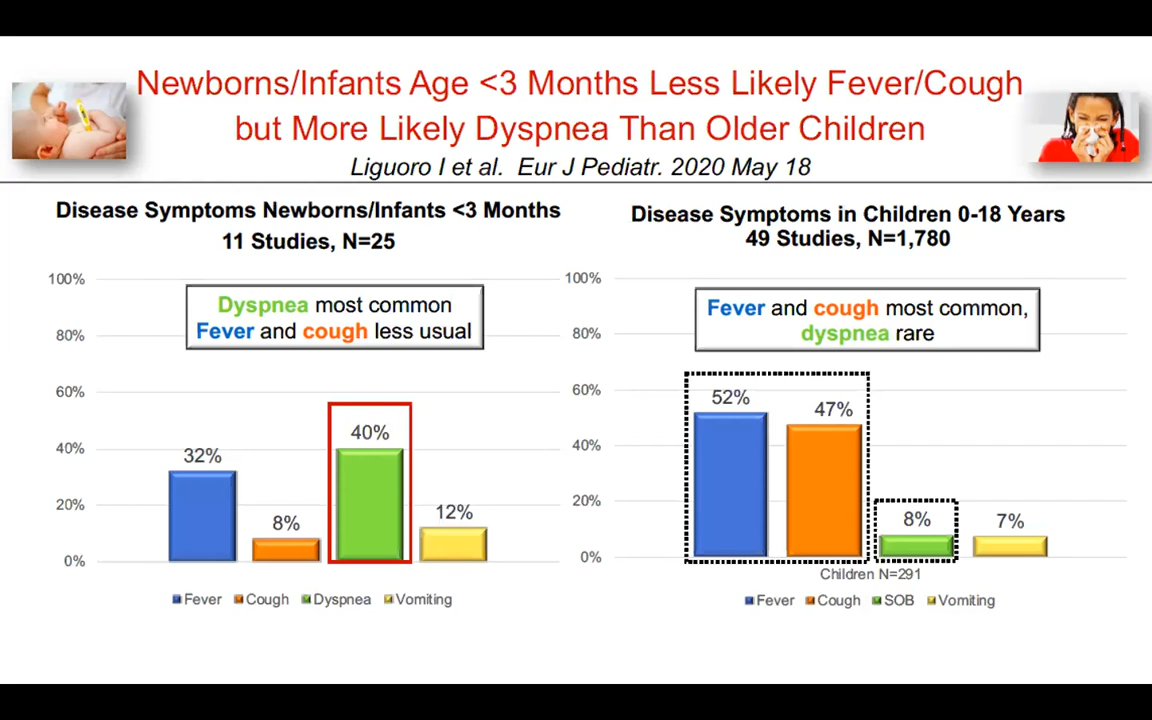 Newborns/Infants Age <3 Months Less Likely Fever/Cough
but More Likely Dyspnea Than Older Children
Liguoro I et al. Eur J Pediatr. 2020 May 18
Disease Symptoms Newborns/Infants <3 Months
11 Studies, N=25
100%
80%
60%
40%
20%
0%
Dyspnea most common
Fever and cough less usual
32%
8%
40%
12%
Fever Cough Dyspnea Vomiting
Disease Symptoms in Children 0-18 Years
49 Studies, N=1,780
100%
80%
60%
40%
20%
0%
Fever and cough most common,
dyspnea rare
52%
47%
8%
7%
Children N=291
Fever Cough SOB Vomiting